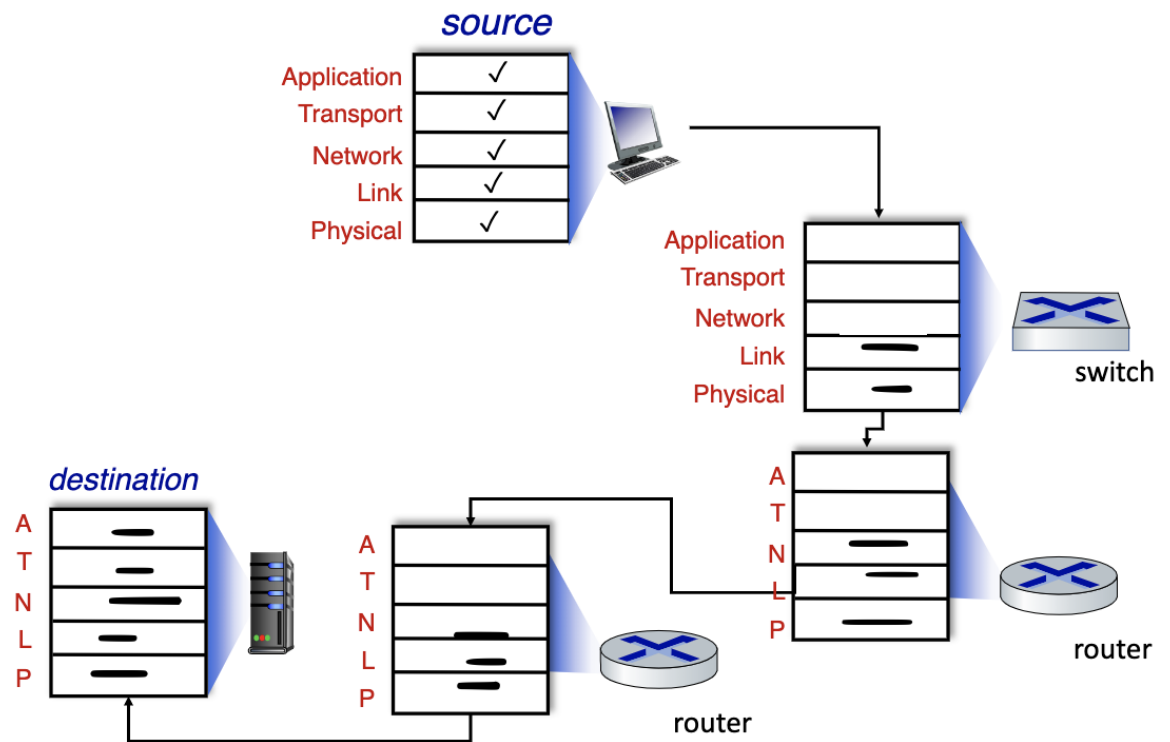 source
Application ✓
Transport ✓
Network ✓
Link ✓
Physical ✓
Application
Transport
Network
Link
Physical
switch
A
T
N
L
P
router
A
T
N
L
P
router
destination
A
T
N
L
P